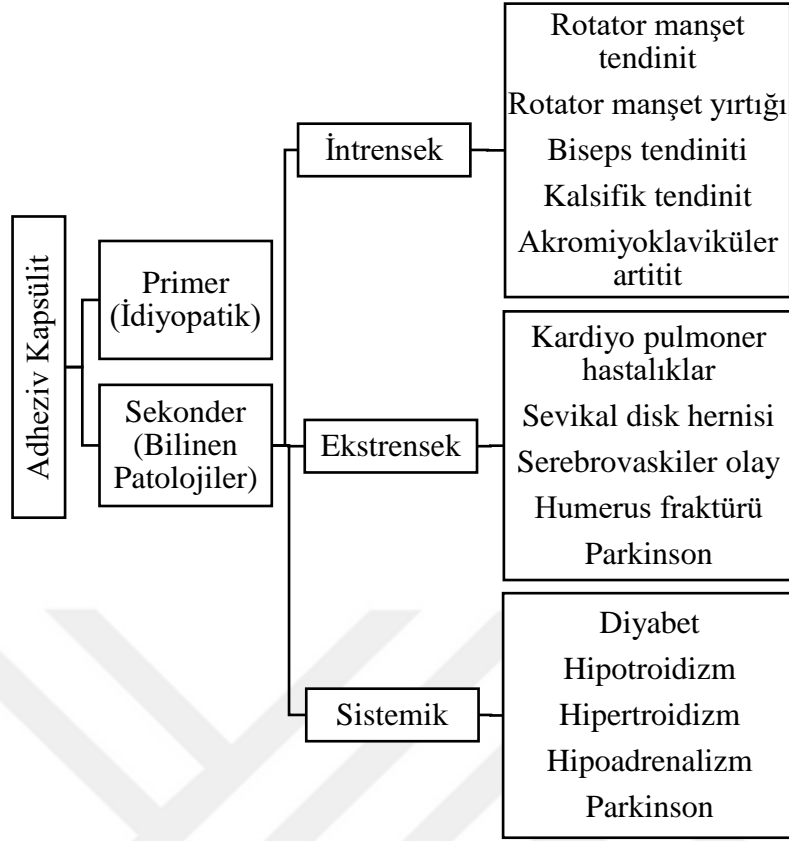 Adheziv Kapsülit
Primer
(İdiyopatik)
Sekonder
(Bilinen
Patolojiler)
İntrensek
Rotator manşet
tendinit
Rotator manşet yırtığı
Biseps tendiniti
Kalsifik tendinit
Akromiyoklaviküler
artitit
Ekstrensek
Kardiyo pulmoner
hastalıklar
Sevikal disk hernisi
Serebrovaskiler olay
Humerus fraktürü
Parkinson
Sistemik
Diyabet
Hipotroidizm
Hipertroidizm
Hipoadrenalizm
Parkinson